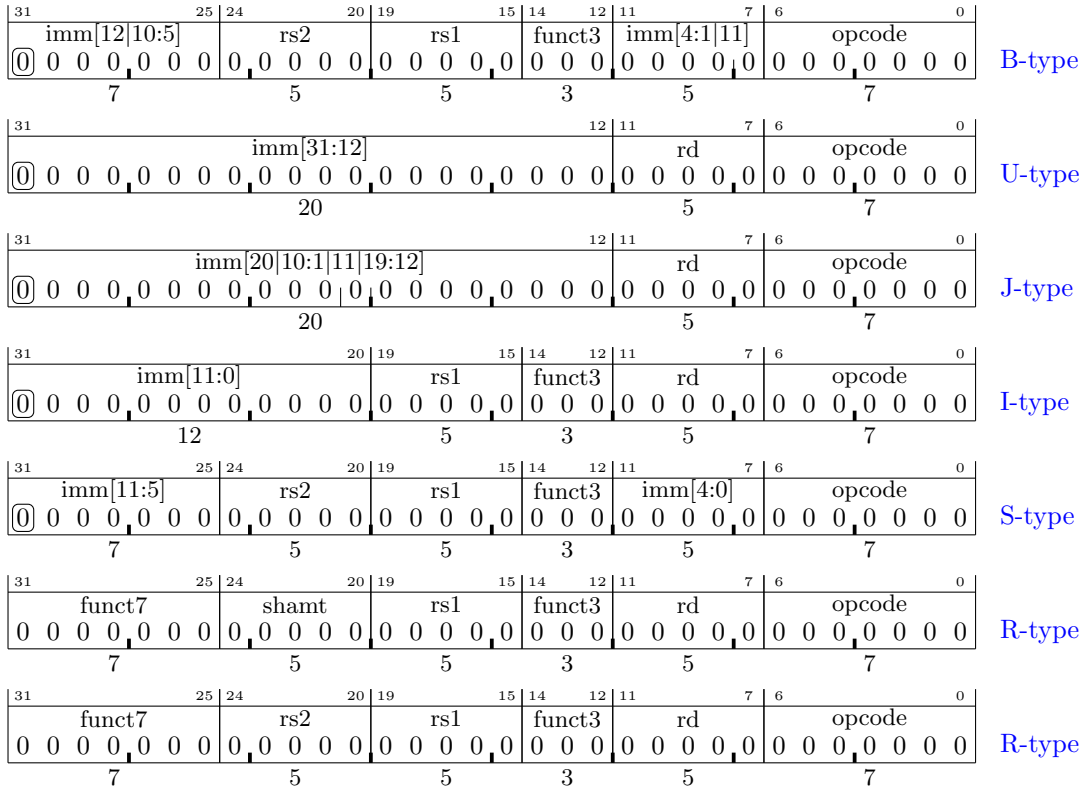 31 25 24 20 19 15 14 12 11 7 6 0
imm[12|10:5] rs2 rs1 funct3 imm[4:1|11] opcode
0 0 0 0 0 0 0 0 0 0 0 0 0 0 0 0 0 0 0 0 0 0 0 0 0 0 0 0 0 0 0 0 B-type
7 5 5 3 5 7
31 12 11 7 6 0
imm[31:12] rd opcode
0 0 0 0 0 0 0 0 0 0 0 0 0 0 0 0 0 0 0 0 0 0 0 0 0 0 0 0 0 0 0 0 U-type
20 5 7
31 12 11 7 6 0
imm[20|10:1|11|19:12] rd opcode
0 0 0 0 0 0 0 0 0 0 0 0 0 0 0 0 0 0 0 0 0 0 0 0 0 0 0 0 0 0 0 0 J-type
20 5 7
31 20 19 15 14 12 11 7 6 0
imm[11:0] rs1 funct3 rd opcode
0 0 0 0 0 0 0 0 0 0 0 0 0 0 0 0 0 0 0 0 0 0 0 0 0 0 0 0 0 0 0 0 I-type
12 5 3 5 7
31 25 24 20 19 15 14 12 11 7 6 0
imm[11:5] rs2 rs1 funct3 imm[4:0] opcode
0 0 0 0 0 0 0 0 0 0 0 0 0 0 0 0 0 0 0 0 0 0 0 0 0 0 0 0 0 0 0 0 S-type
7 5 5 3 5 7
31 25 24 20 19 15 14 12 11 7 6 0
funct7 shamt rs1 funct3 rd opcode
0 0 0 0 0 0 0 0 0 0 0 0 0 0 0 0 0 0 0 0 0 0 0 0 0 0 0 0 0 0 0 0 R-type
7 5 5 3 5 7
31 25 24 20 19 15 14 12 11 7 6 0
funct7 rs2 rs1 funct3 rd opcode
0 0 0 0 0 0 0 0 0 0 0 0 0 0 0 0 0 0 0 0 0 0 0 0 0 0 0 0 0 0 0 0 R-type
7 5 5 3 5 7